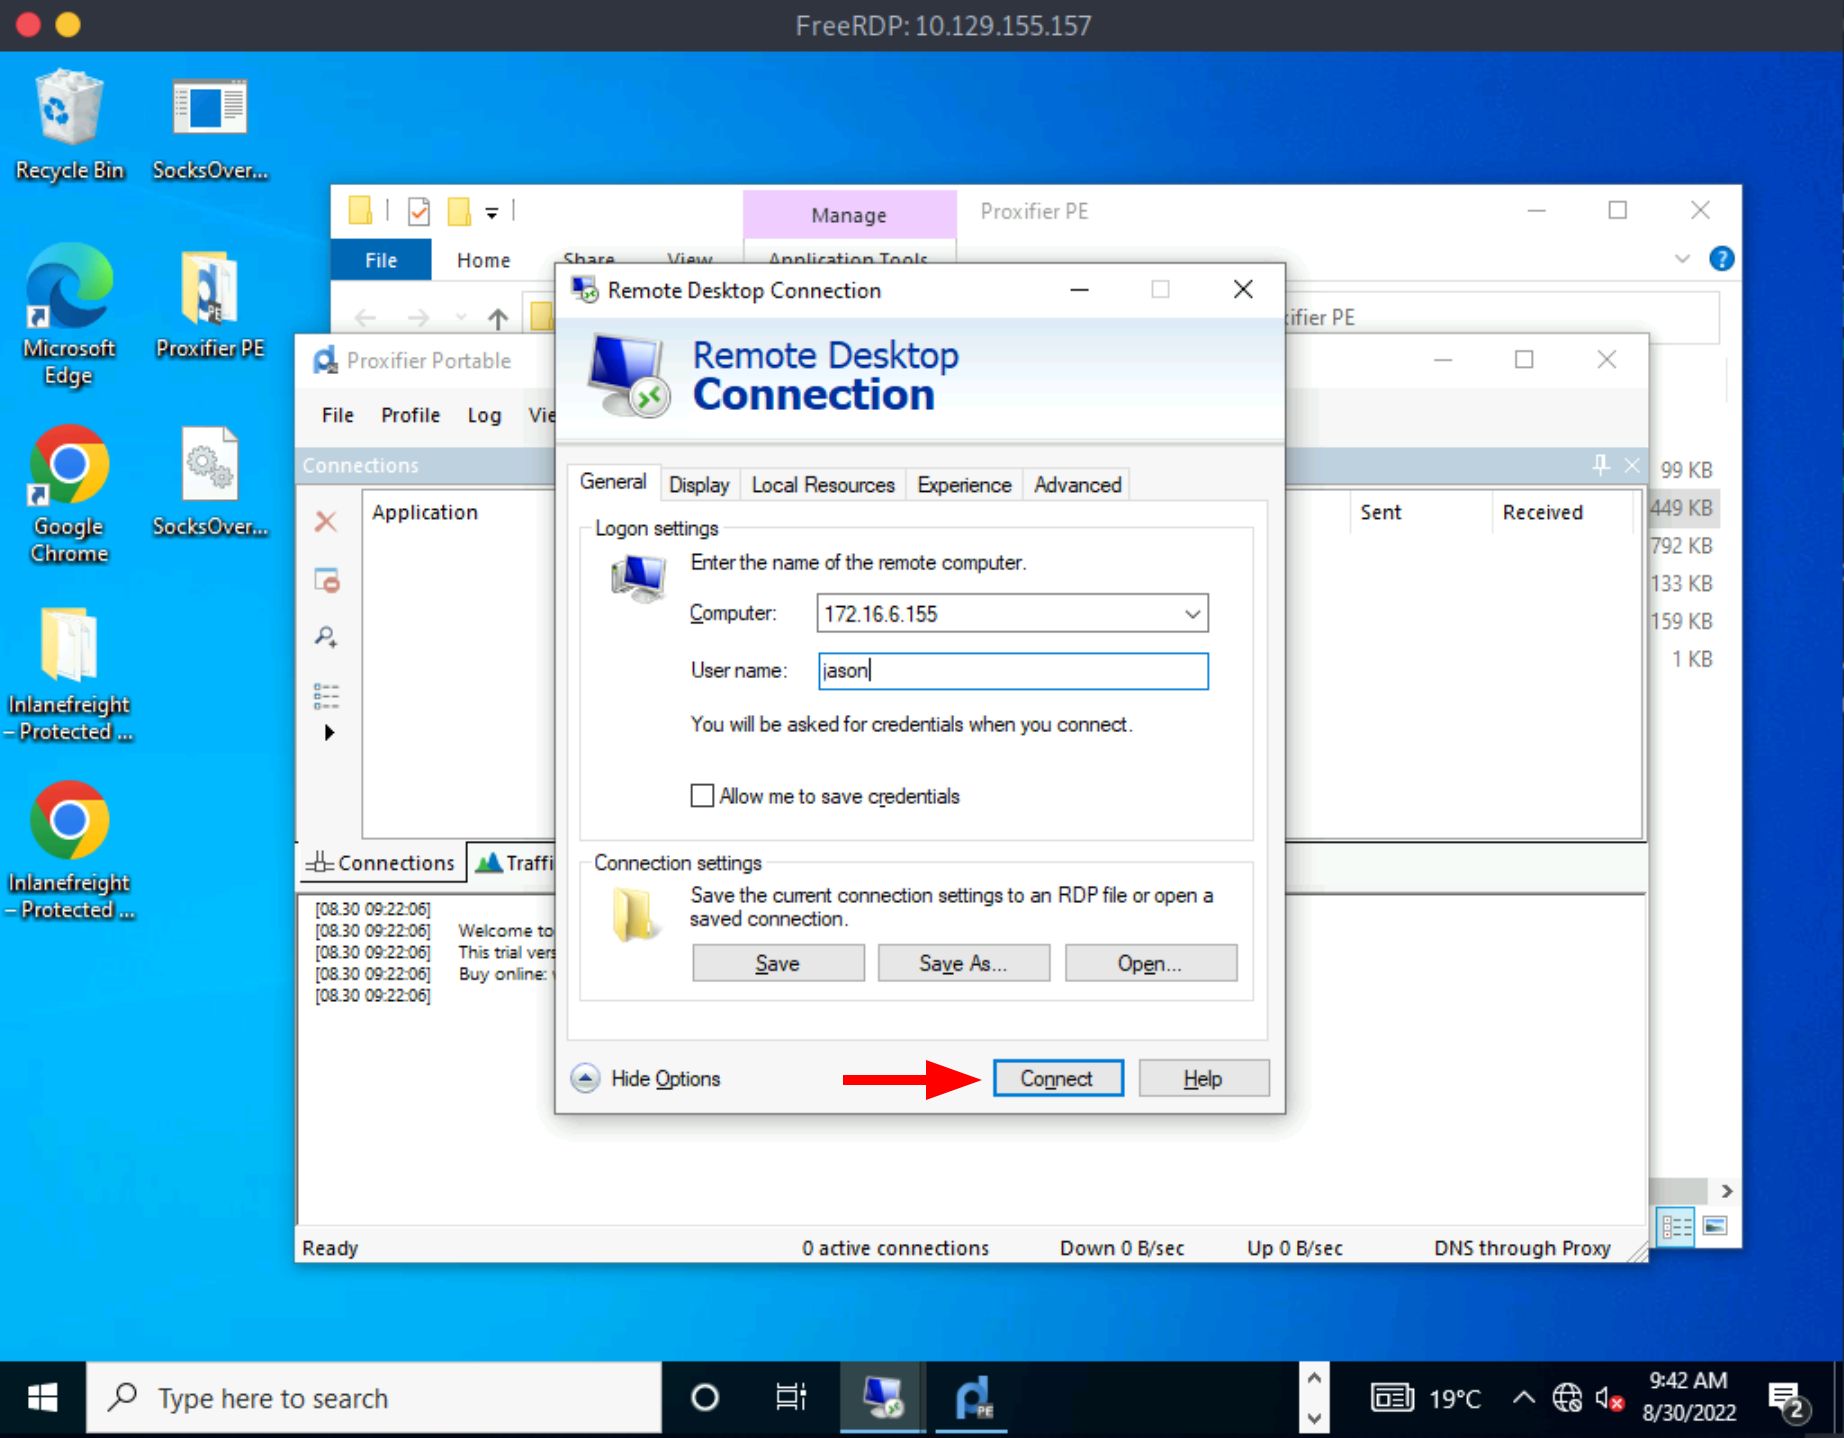 FreeRDP: 10.129.155.157
Recycle Bin
SocksOver...
Microsoft
Edge
Proxifier PE
Google
Chrome
SocksOver...
Inlanefreight
– Protected ...
Inlanefreight
– Protected ...
Manage
Proxifier PE
File
Home
Share
View
Application Tools
ifier PE
99 KB
449 KB
792 KB
133 KB
159 KB
1 KB
Proxifier Portable
File
Profile
Log
Vie
Connections
Application
Sent
Received
Connections
Traffi
[08.30 09:22:06]
[08.30 09:22:06] Welcome to
[08.30 09:22:06] This trial vers
[08.30 09:22:06] Buy online:
[08.30 09:22:06]
Ready
0 active connections
Down 0 B/sec
Up 0 B/sec
DNS through Proxy
Remote Desktop Connection
Remote Desktop
Connection
General
Display
Local Resources
Experience
Advanced
Logon settings
Enter the name of the remote computer.
Computer:
172.16.6.155
User name:
jason
You will be asked for credentials when you connect.
Allow me to save credentials
Connection settings
Save the current connection settings to an RDP file or open a
saved connection.
Save
Save As...
Open...
Hide Options
Connect
Help
Type here to search
PE
19°C
9:42 AM
8/30/2022
2